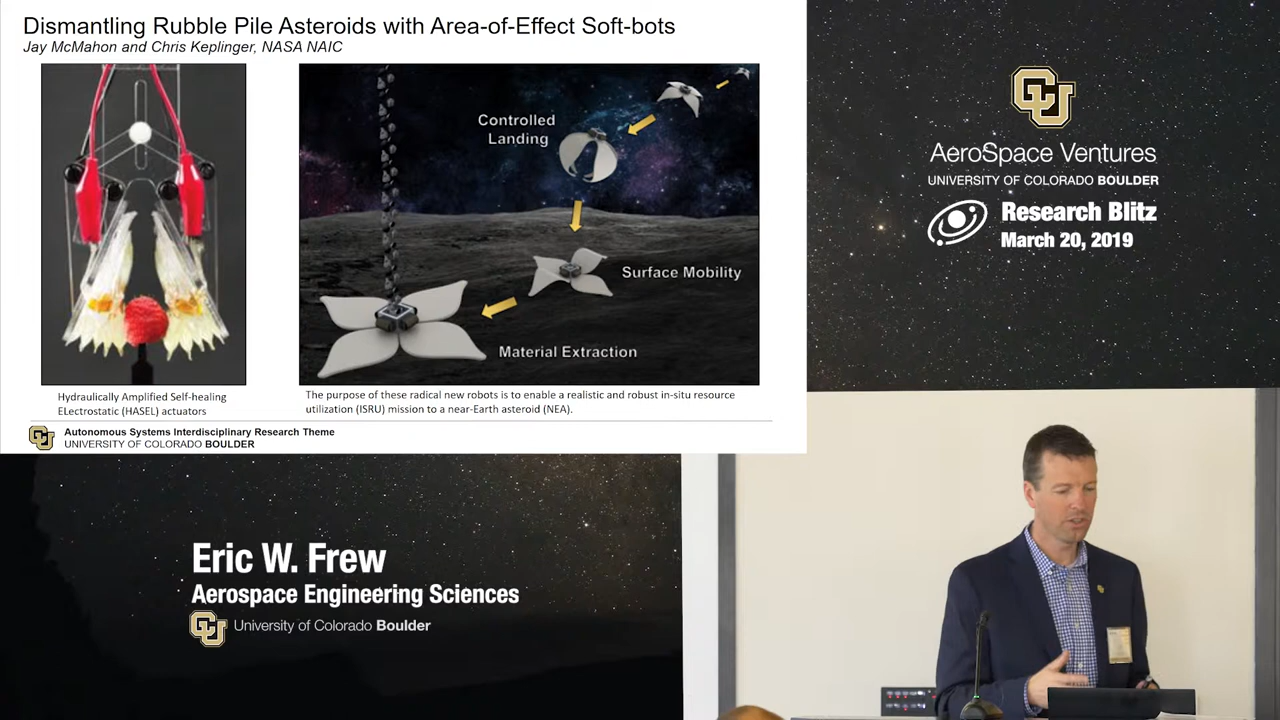 Dismantling Rubble Pile Asteroids with Area-of-Effect Soft-bots
Jay McMahon and Chris Keplinger, NASA NAIC
Controlled
Landing
Surface Mobility
Material Extraction
Hydraulically Amplified Self-healing
ELectrostatic (HASEL) actuators
The purpose of these radical new robots is to enable a realistic and robust in-situ resource
utilization (ISRU) mission to a near-Earth asteroid (NEA).
CU
Autonomous Systems Interdisciplinary Research Theme
UNIVERSITY OF COLORADO BOULDER
CU
AeroSpace Ventures
UNIVERSITY OF COLORADO BOULDER
Research Blitz
March 20, 2019
Eric W. Frew
Aerospace Engineering Sciences
CU
University of Colorado Boulder